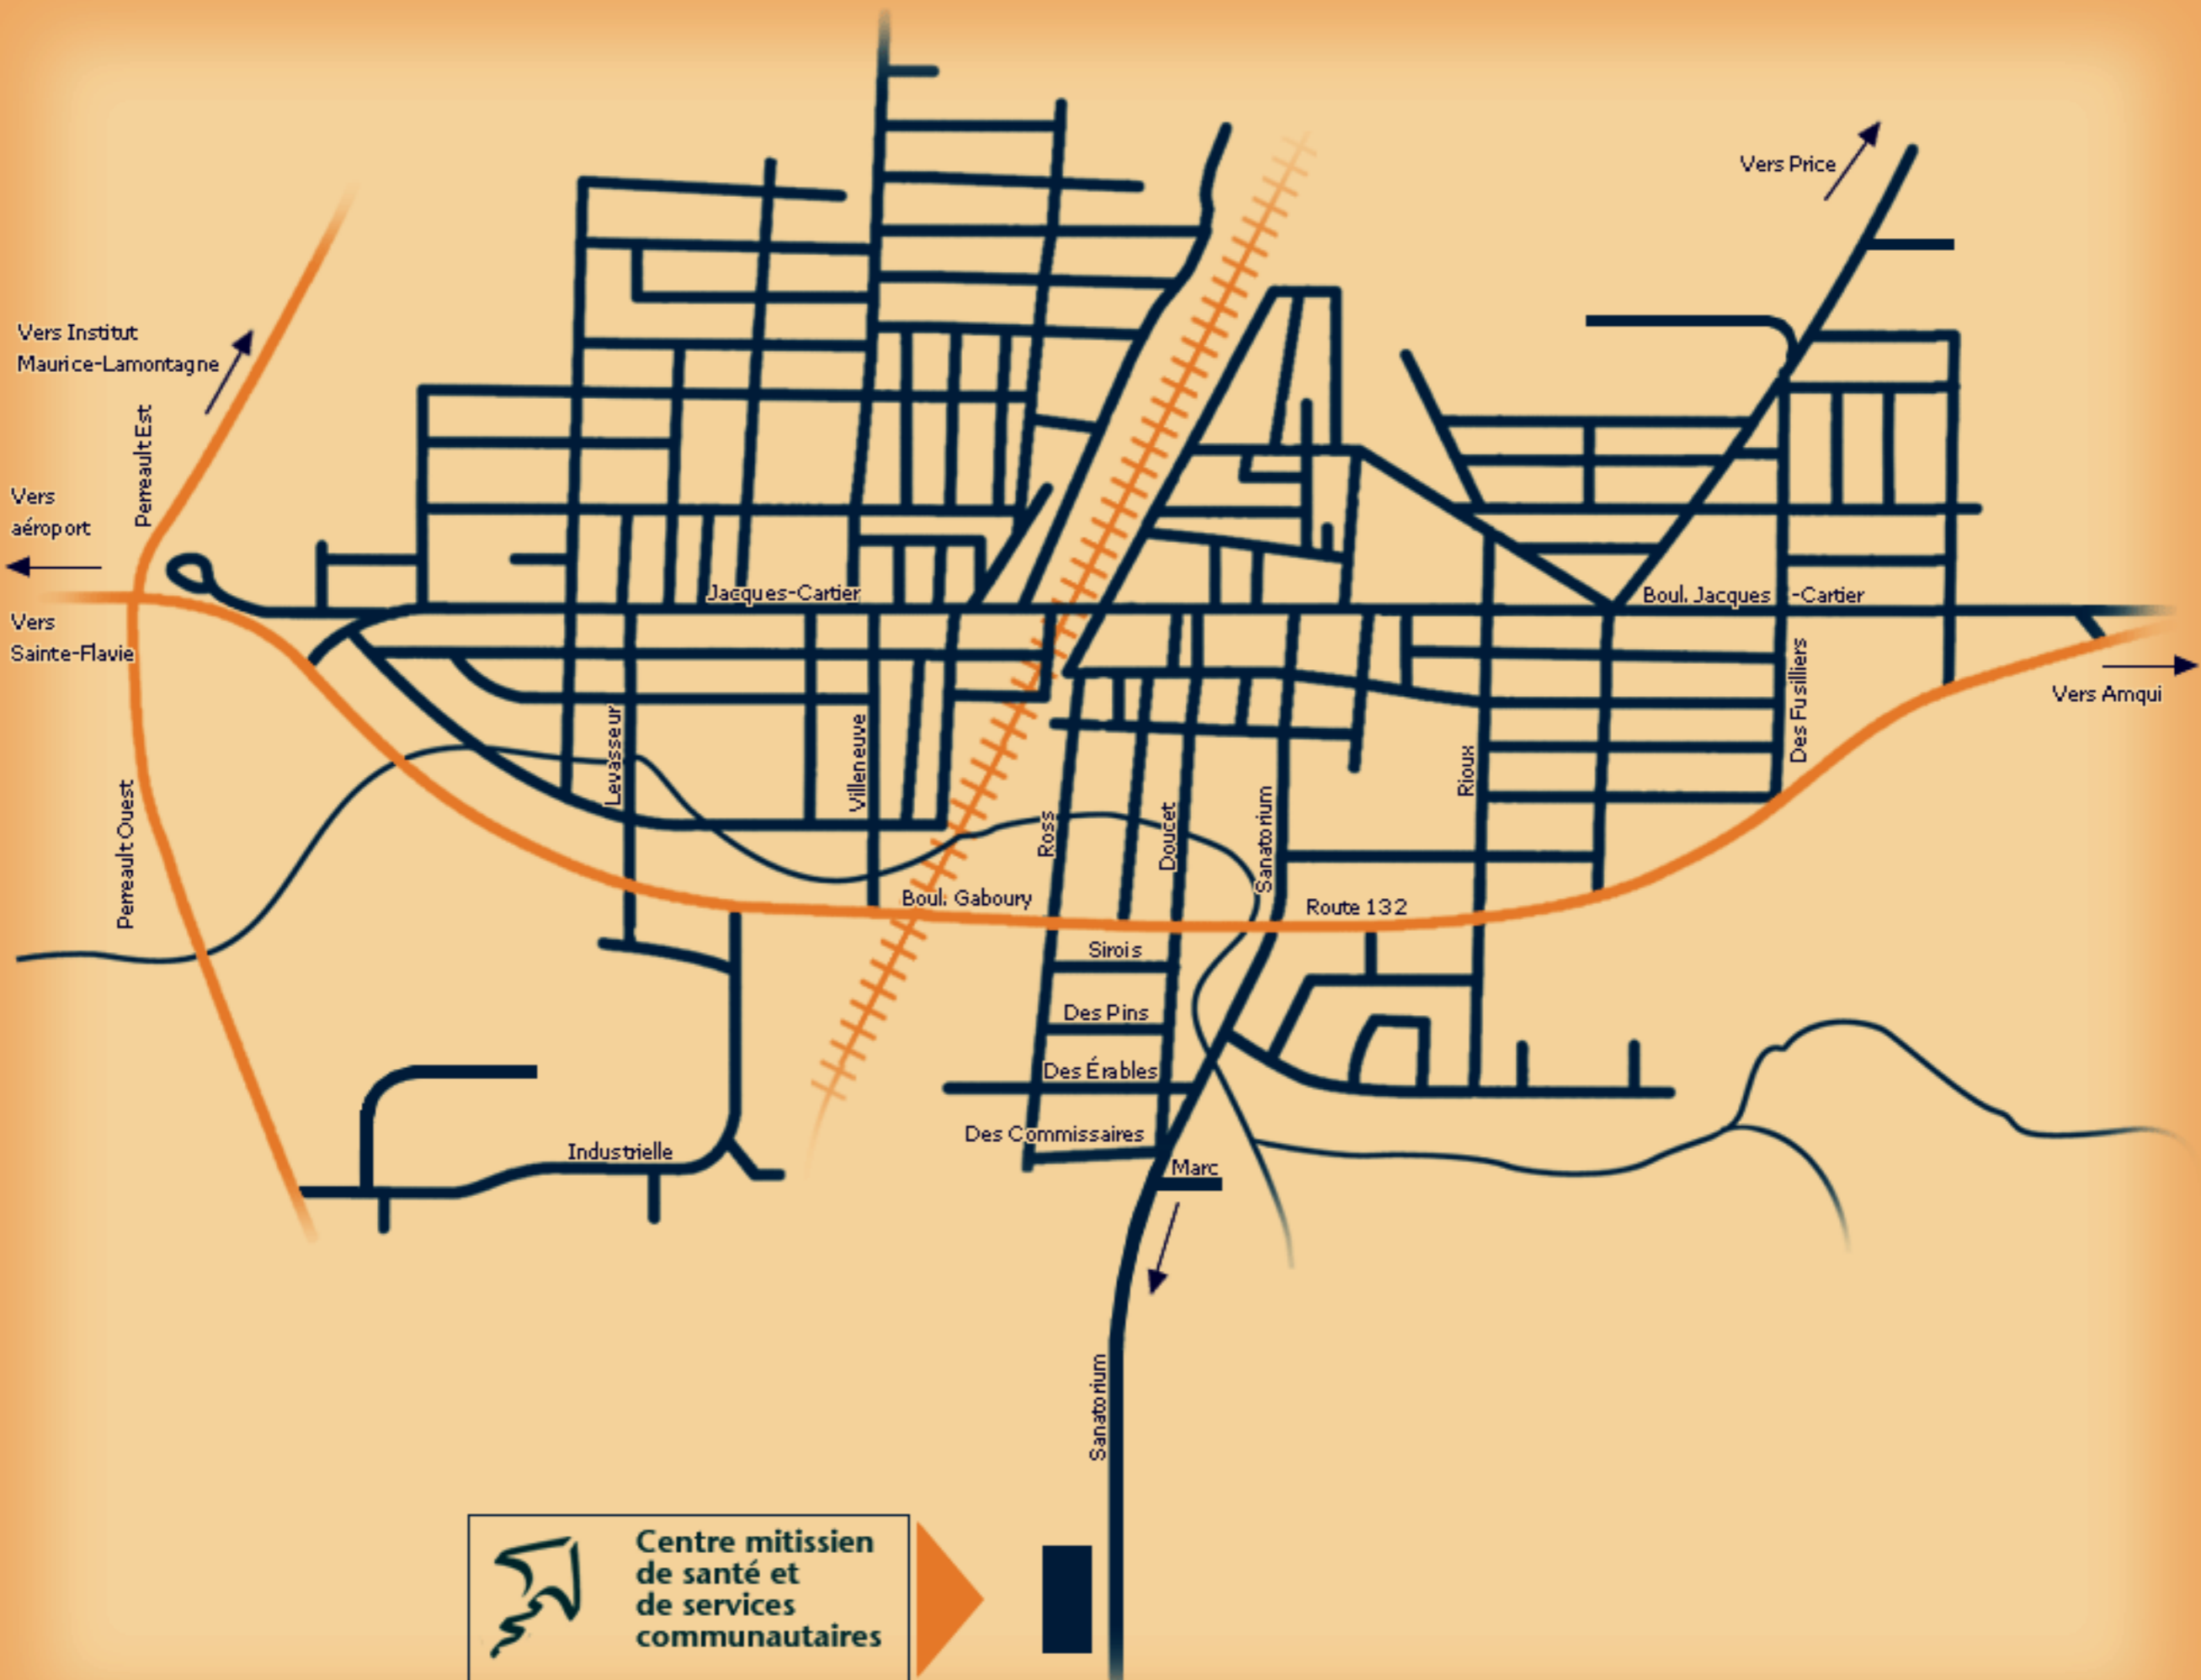 Vers Price
Vers Institut
Maurice-Lamontagne
Perreault Est
Vers
aéroport
Jacques-Cartier
Boul. Jacques-Cartier
Vers
Sainte-Flavie
Des Fusilliers
Vers Amqui
Levasseur
Villeneuve
Rioux
Perreault Ouest
Ross
Doucet
Sanatorium
Boul. Gaboury
Route 132
Sirois
Des Pins
Des Érables
Des Commissaires
Industrielle
Marc
Sanatorium
Centre mitissien
de santé et
de services
communautaires